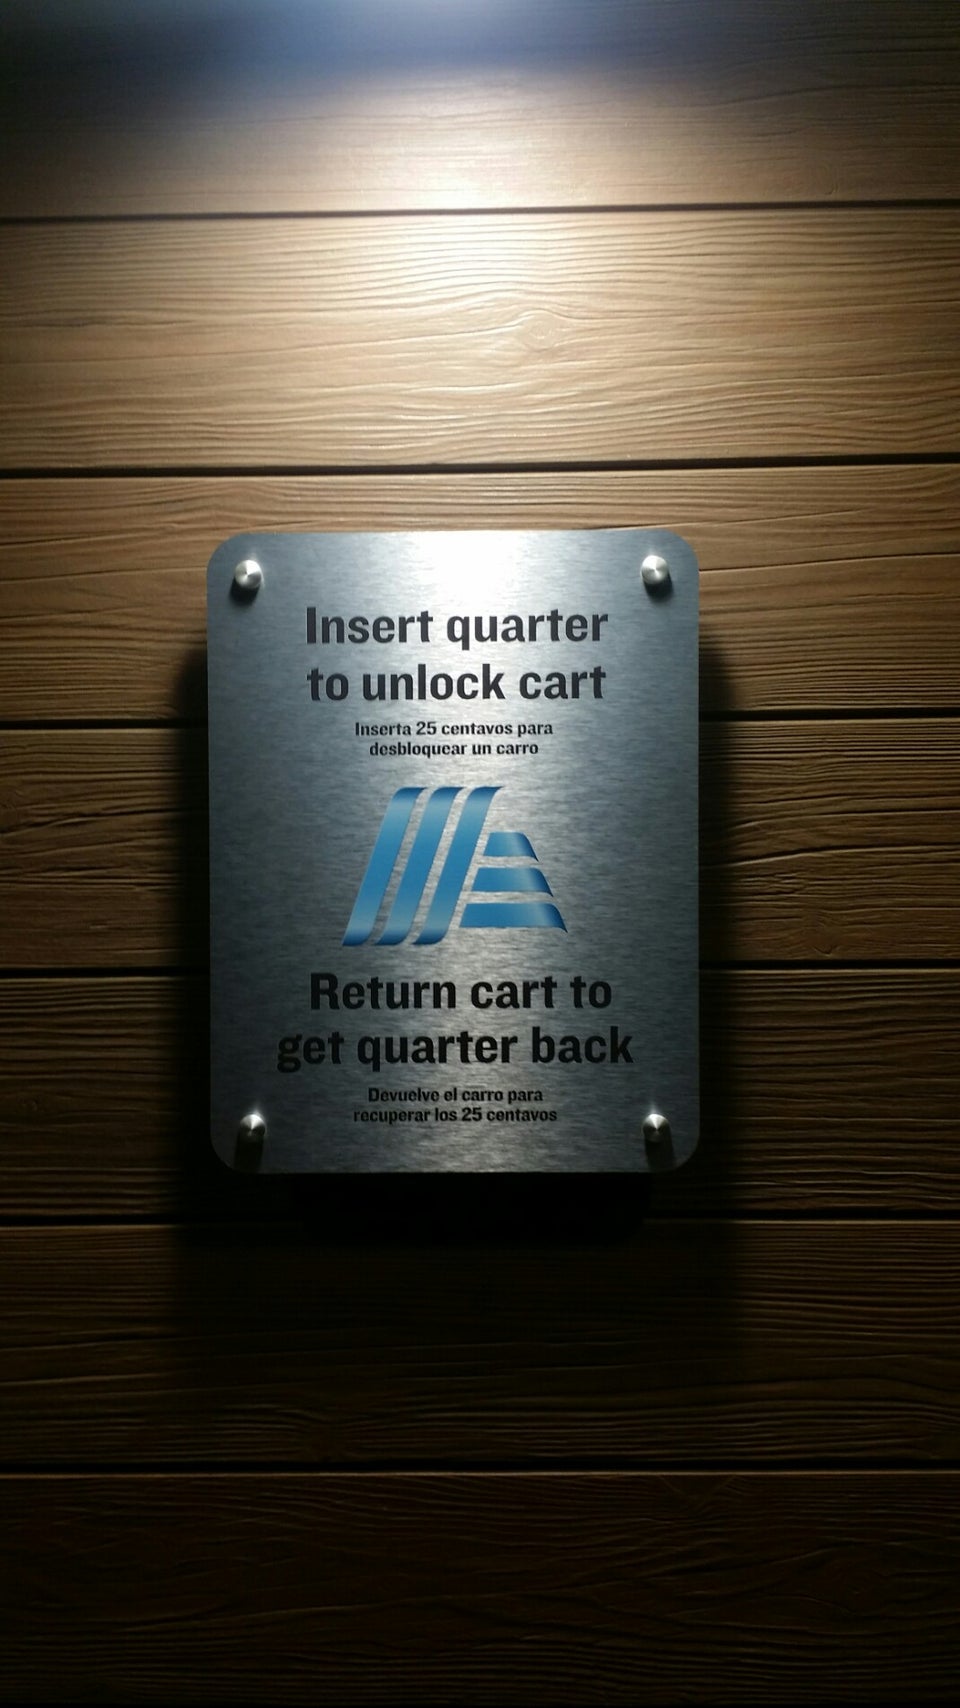 Insert quarter
to unlock cart
Inserta 25 centavos para
desbloquear un carro
Return cart to
get quarter back
Devuelve el carro para
recuperar los 25 centavos